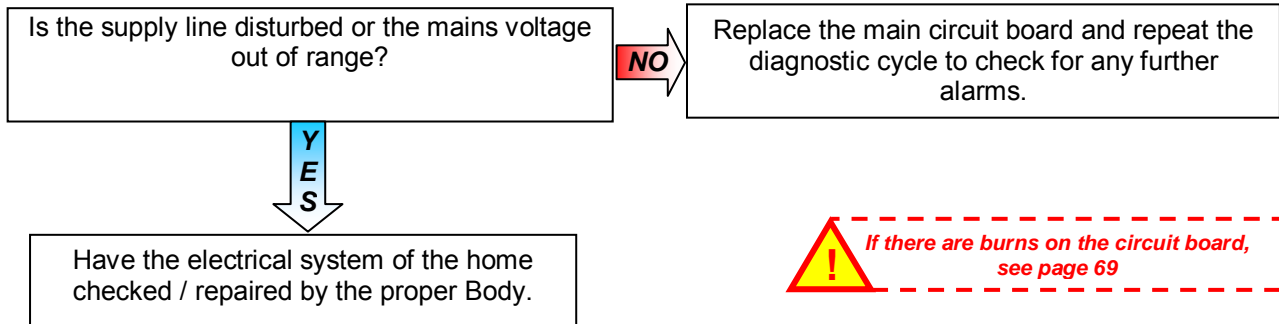 Is the supply line disturbed or the mains voltage
out of range?
NO
Replace the main circuit board and repeat the
diagnostic cycle to check for any further
alarms.
Y
E
S
Have the electrical system of the home
checked / repaired by the proper Body.
!
If there are burns on the circuit board,
see page 69